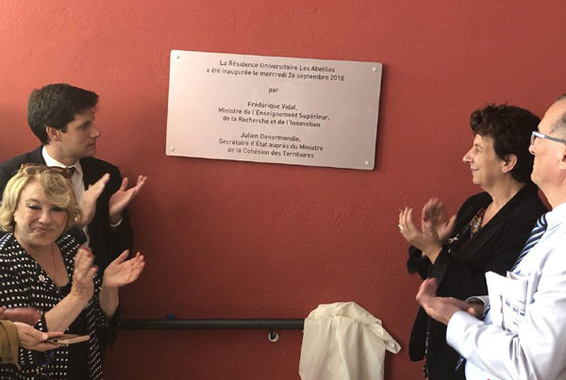 La Résidence Universitaire Les Abeilles
a été inaugurée le mercredi 26 septembre 2018
par
Frédérique Vidal,
Ministre de l'Enseignement Supérieur,
de la Recherche et de l'Innovation
Julien Denormandie,
Secrétaire d'État auprès du Ministre
de la Cohésion des Territoires